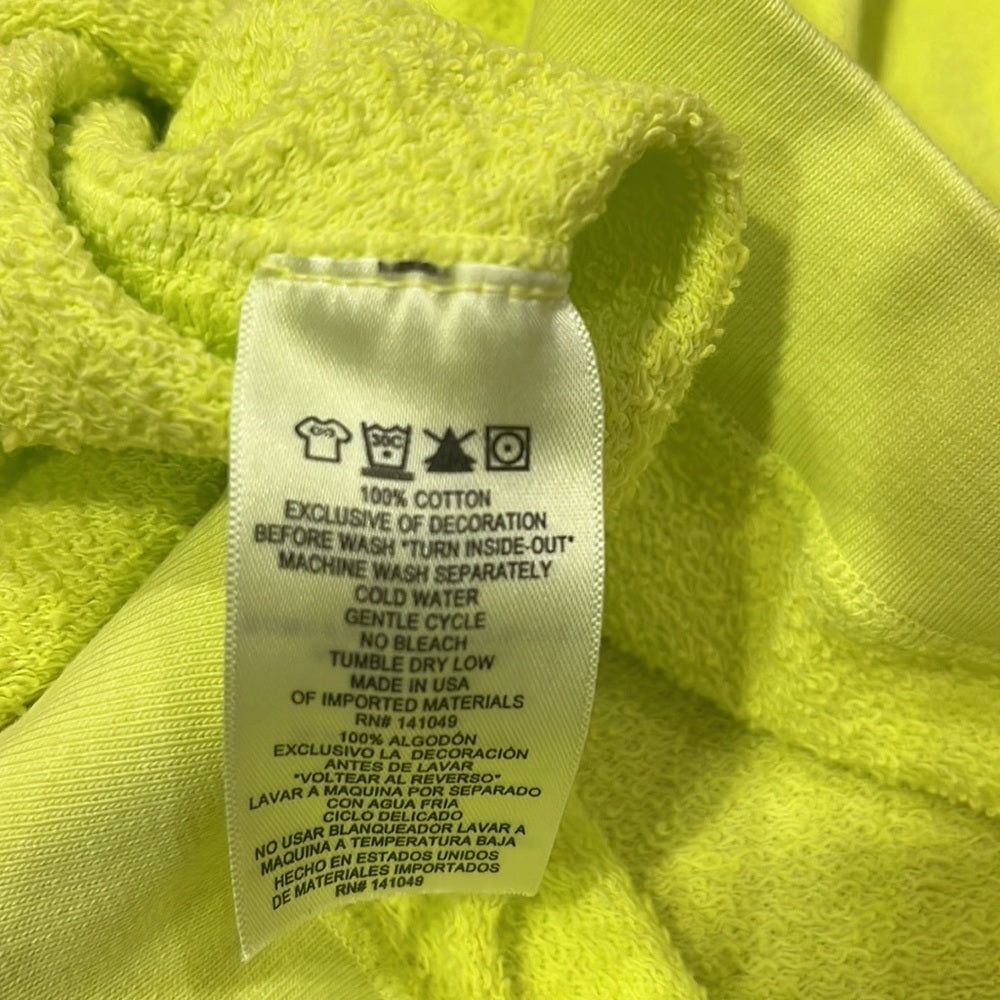 30C
100% COTTON
EXCLUSIVE OF DECORATION
BEFORE WASH "TURN INSIDE-OUT"
MACHINE WASH SEPARATELY
COLD WATER
GENTLE CYCLE
NO BLEACH
TUMBLE DRY LOW
MADE IN USA
OF IMPORTED MATERIALS
RN# 141049
100% ALGODÓN
EXCLUSIVO LA DECORACIÓN
ANTES DE LAVAR
"VOLTEAR AL REVERSO"
LAVAR A MAQUINA POR SEPARADO
CON AGUA FRIA
CICLO DELICADO
NO USAR BLANQUEADOR LAVAR A
MAQUINA A TEMPERATURA BAJA
HECHO EN ESTADOS UNIDOS
DE MATERIALES IMPORTADOS
RN# 141049